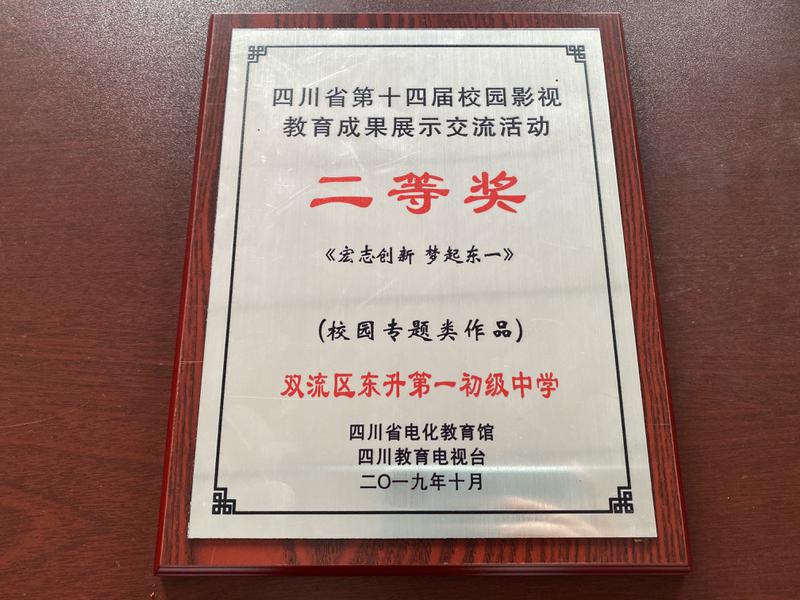 四川省第十四届校园影视
教育成果展示交流活动
二等奖
《宏志创新 梦起东一》
(校园专题类作品)
双流区东升第一初级中学
四川省电化教育馆
四川教育电视台
二〇一九年十月